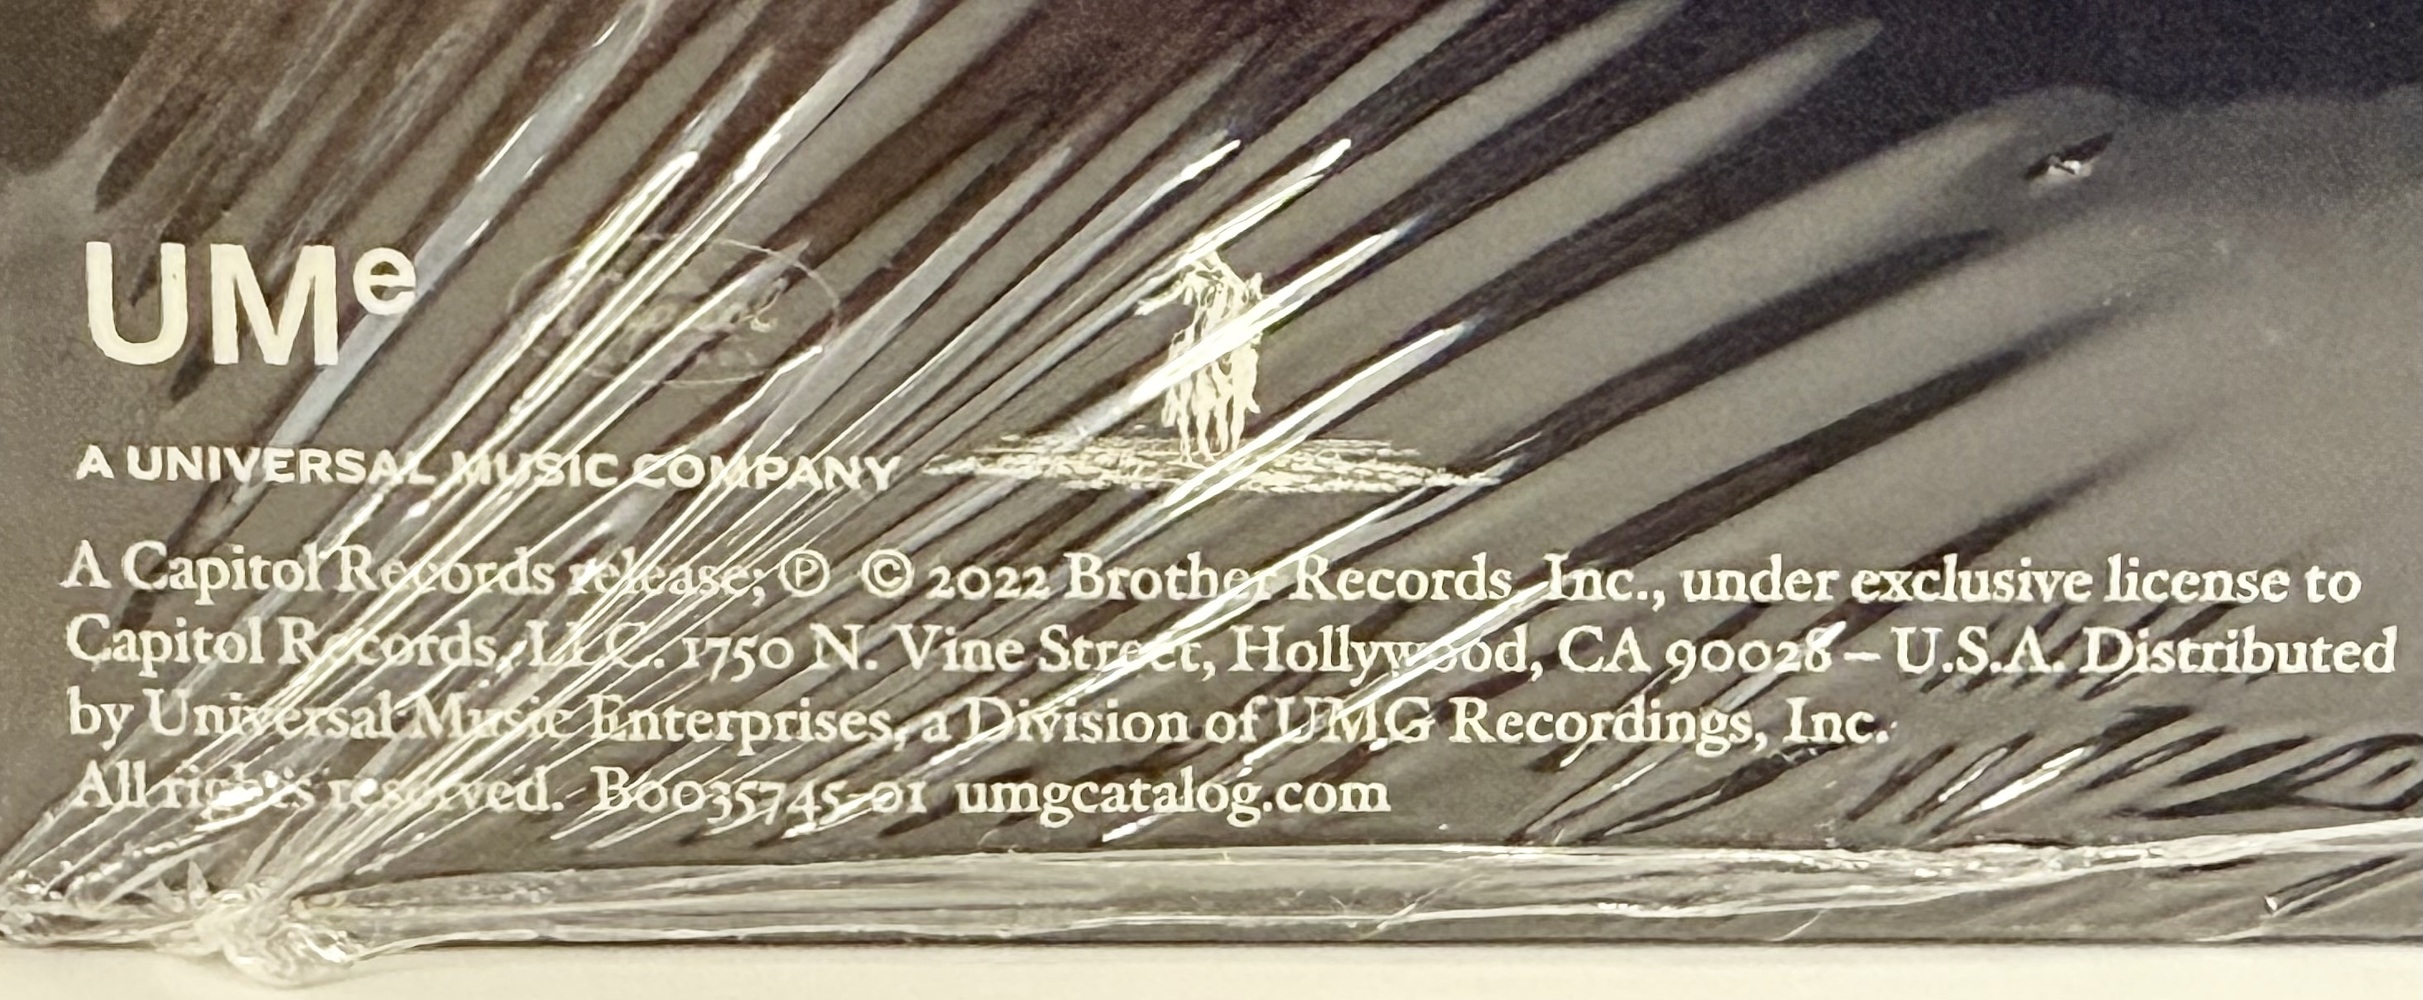 UMe
A UNIVERSAL MUSIC COMPANY
A Capitol Records release; ℗ © 2022 Brother Records, Inc., under exclusive license to
Capitol Records, LLC. 1750 N. Vine Street, Hollywood, CA 90028 – U.S.A. Distributed
by Universal Music Enterprises, a Division of UMG Recordings, Inc.
All rights reserved. B0035745-01 umgcatalog.com